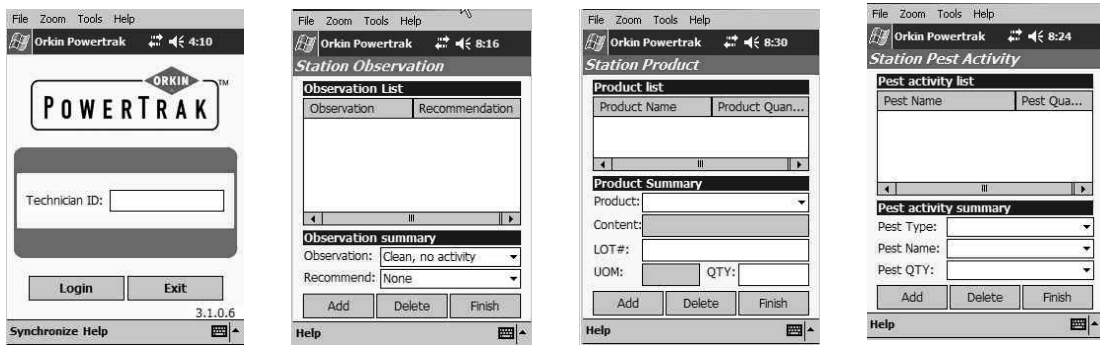 File Zoom Tools Help
Orkin Powertrak 4:10
ORKIN TM
POWERTRAK
Technician ID:
Login Exit
3.1.0.6
Synchronize Help
File Zoom Tools Help
Orkin Powertrak 8:16
Station Observation
Observation List
Observation Recommendation
Observation summary
Observation: Clean, no activity
Recommend: None
Add Delete Finish
Help
File Zoom Tools Help
Orkin Powertrak 8:30
Station Product
Product list
Product Name Product Quan...
Product Summary
Product:
Content:
LOT#:
UOM: QTY:
Add Delete Finish
Help
File Zoom Tools Help
Orkin Powertrak 8:24
Station Pest Activity
Pest activity list
Pest Name Pest Qua...
Pest activity summary
Pest Type:
Pest Name:
Pest QTY:
Add Delete Finish
Help